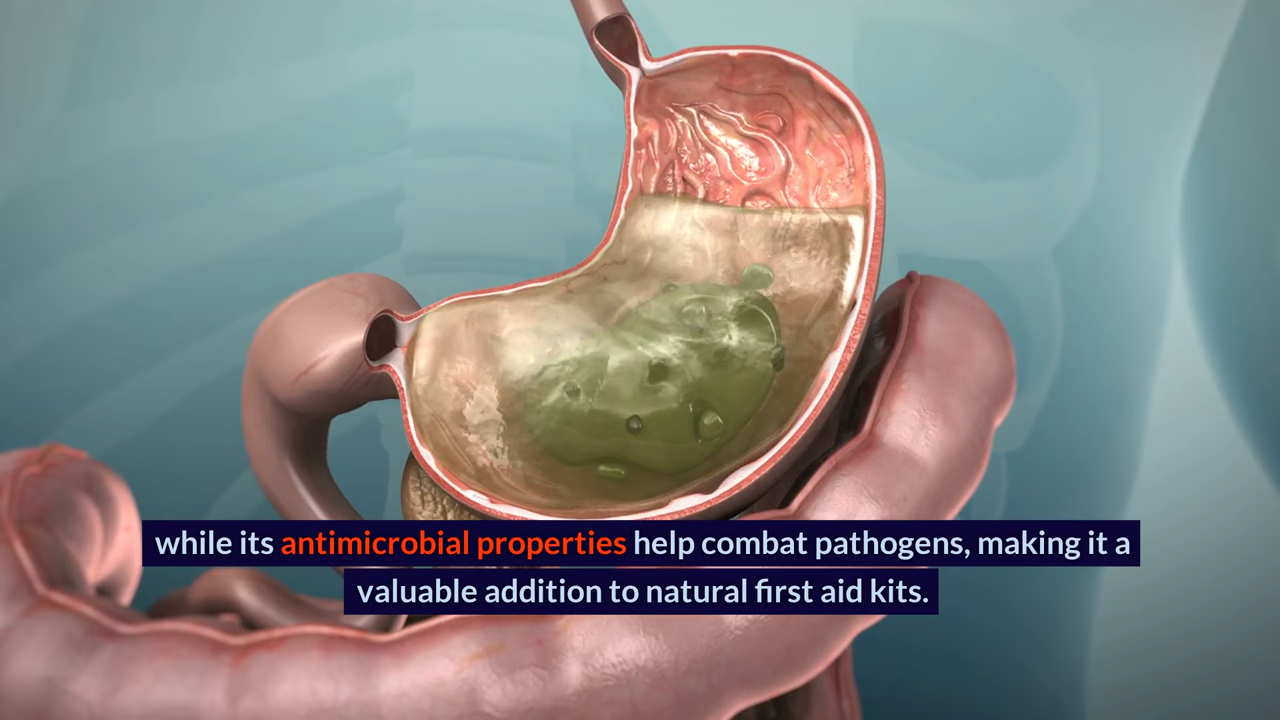 while its antimicrobial properties help combat pathogens, making it a
valuable addition to natural first aid kits.